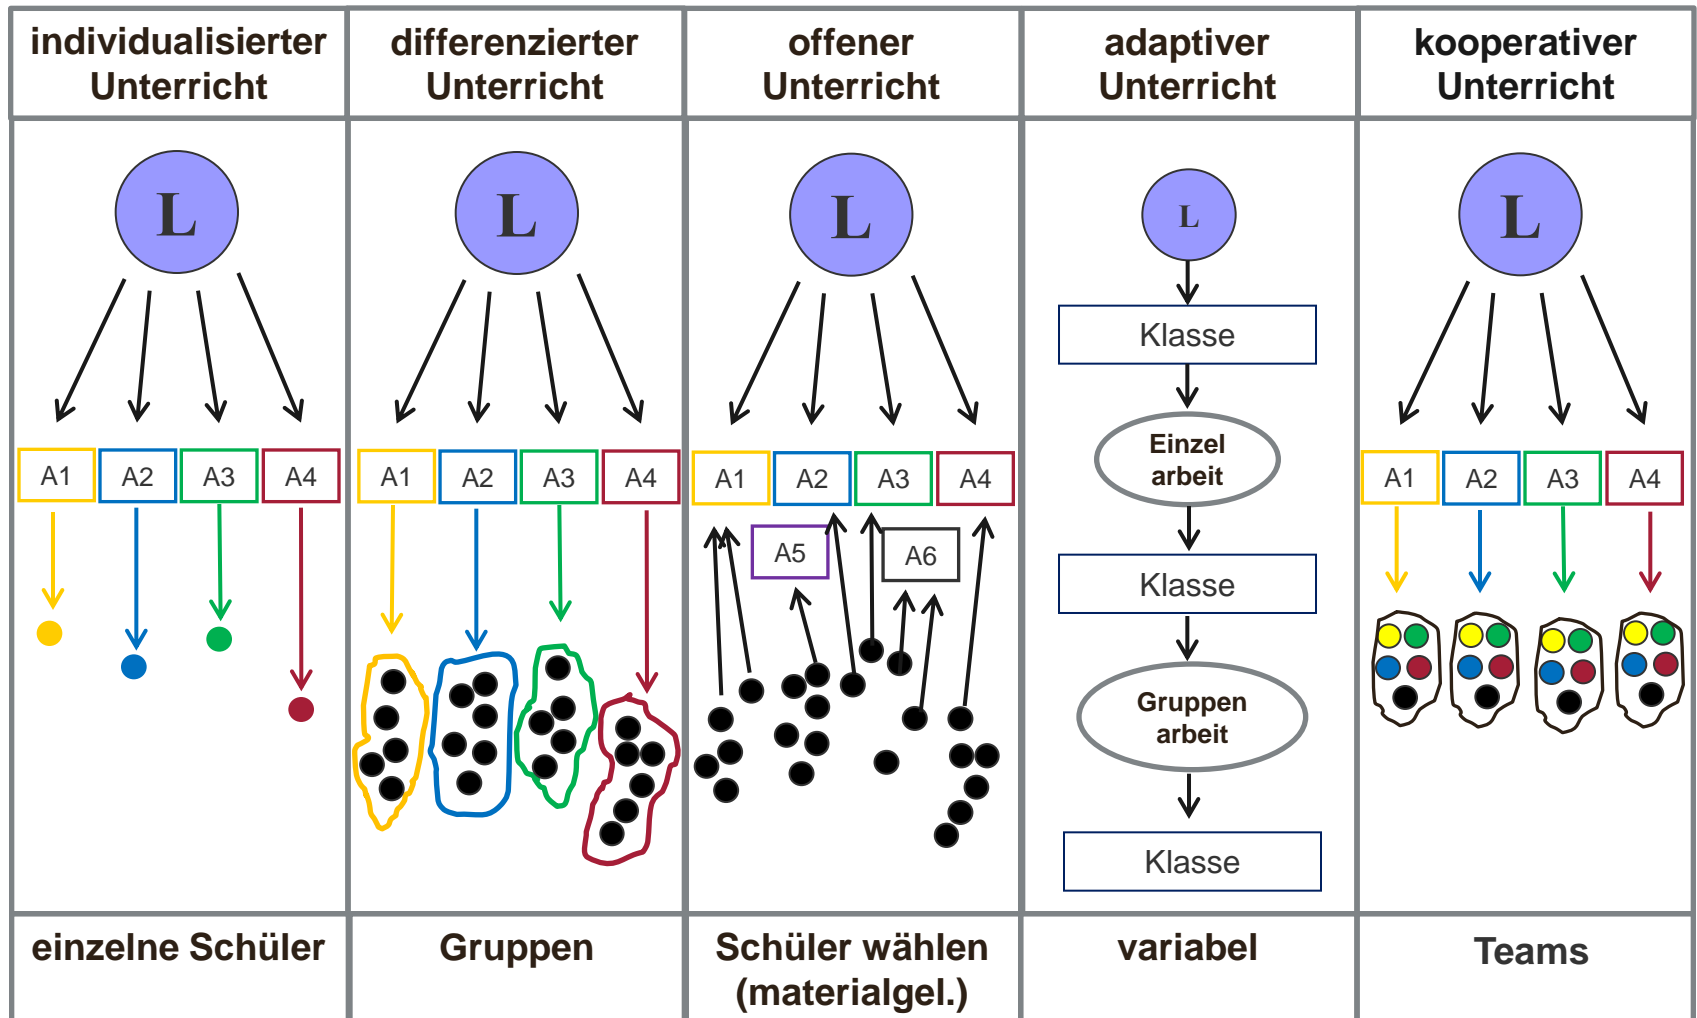 individualisierter
Unterricht
differenzierter
Unterricht
offener
Unterricht
adaptiver
Unterricht
kooperativer
Unterricht
L
A1 A2 A3 A4
L
A1 A2 A3 A4
L
A1 A2 A3 A4
A5 A6
L
Klasse
Einzel
arbeit
Klasse
Gruppen
arbeit
Klasse
L
A1 A2 A3 A4
einzelne Schüler
Gruppen
Schüler wählen
(materialgel.)
variabel
Teams